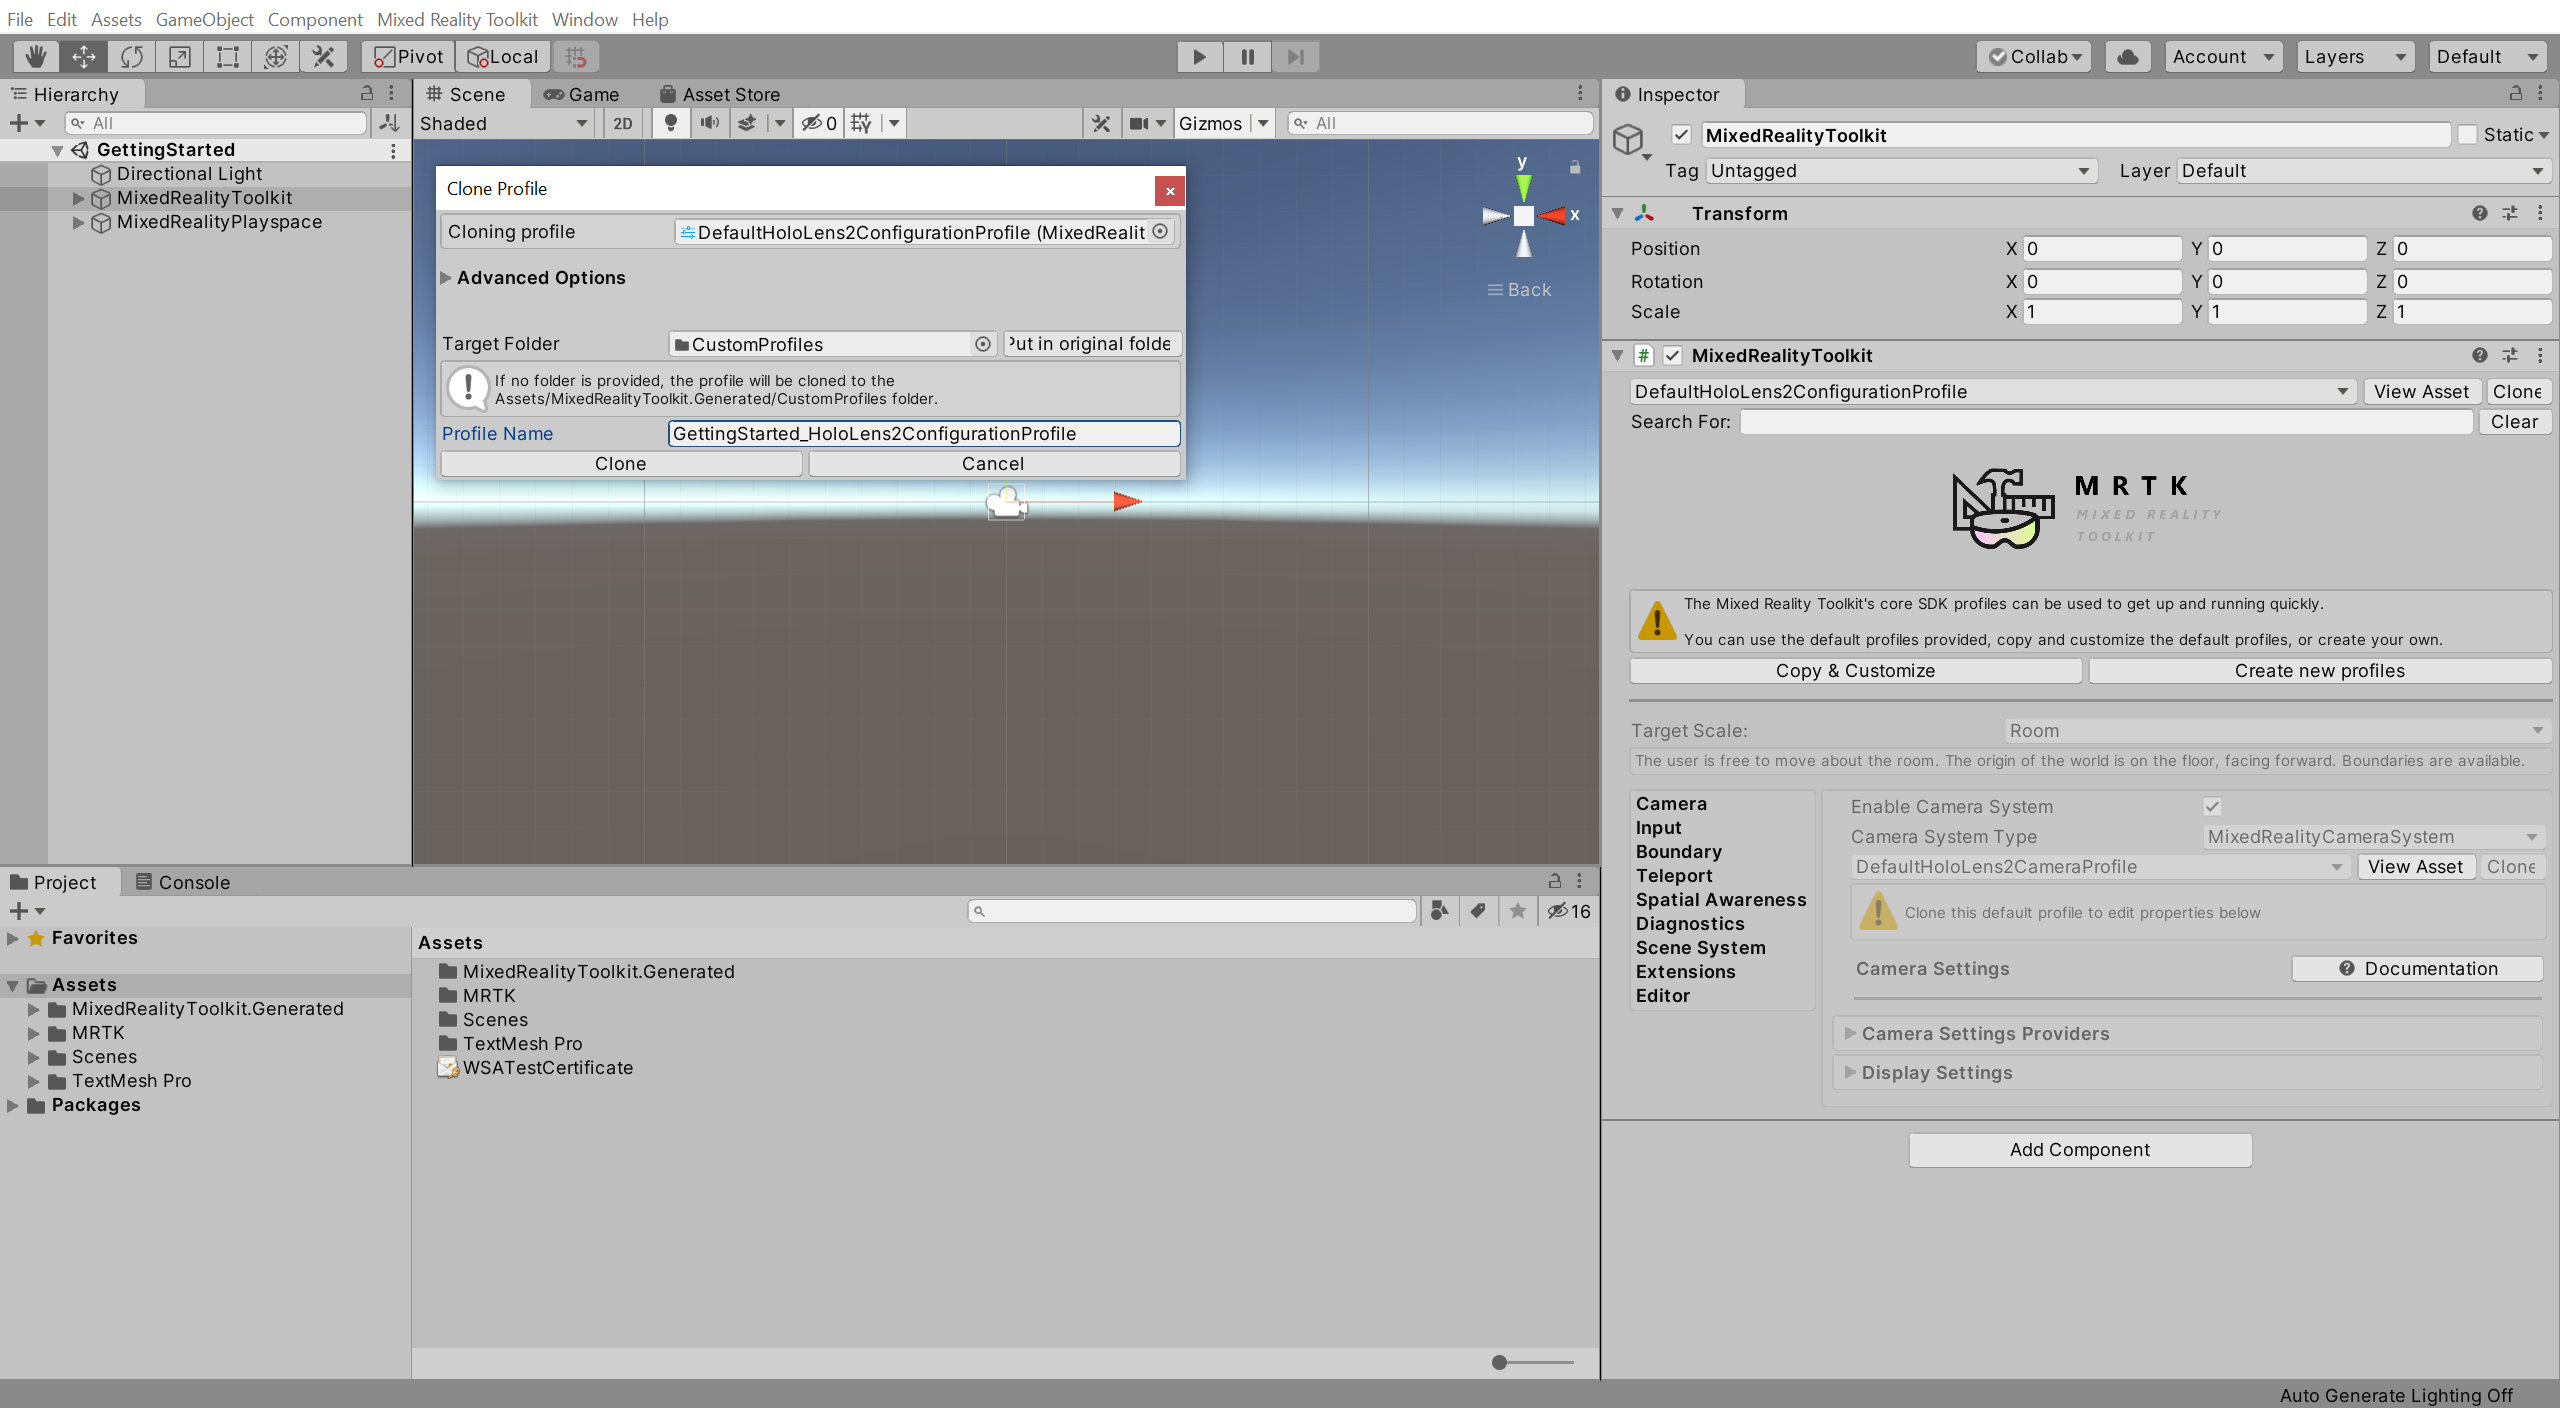 File Edit Assets GameObject Component Mixed Reality Toolkit Window Help
Pivot Local Collab Account Layers Default
Hierarchy
All
GettingStarted
Directional Light
MixedRealityToolkit
MixedRealityPlayspace
Scene Game Asset Store
Shaded 2D 0 Gizmos All
y
x
Back
Clone Profile
Cloning profile DefaultHoloLens2ConfigurationProfile (MixedRealit
Advanced Options
Target Folder CustomProfiles Put in original folde
If no folder is provided, the profile will be cloned to the
Assets/MixedRealityToolkit.Generated/CustomProfiles folder.
Profile Name GettingStarted_HoloLens2ConfigurationProfile
Clone Cancel
Inspector
MixedRealityToolkit Static
Tag Untagged Layer Default
Transform
Position X 0 Y 0 Z 0
Rotation X 0 Y 0 Z 0
Scale X 1 Y 1 Z 1
# MixedRealityToolkit
DefaultHoloLens2ConfigurationProfile View Asset Clone
Search For: Clear
MRTK
MIXED REALITY
TOOLKIT
The Mixed Reality Toolkit's core SDK profiles can be used to get up and running quickly.
You can use the default profiles provided, copy and customize the default profiles, or create your own.
Copy & Customize Create new profiles
Target Scale: Room
The user is free to move about the room. The origin of the world is on the floor, facing forward. Boundaries are available.
Camera
Input
Boundary
Teleport
Spatial Awareness
Diagnostics
Scene System
Extensions
Editor
Enable Camera System
Camera System Type MixedRealityCameraSystem
DefaultHoloLens2CameraProfile View Asset Clone
Clone this default profile to edit properties below
Camera Settings Documentation
Camera Settings Providers
Display Settings
Add Component
Project Console
16
Favorites
Assets
MixedRealityToolkit.Generated
MRTK
Scenes
TextMesh Pro
Packages
Assets
MixedRealityToolkit.Generated
MRTK
Scenes
TextMesh Pro
WSATestCertificate
Auto Generate Lighting Off